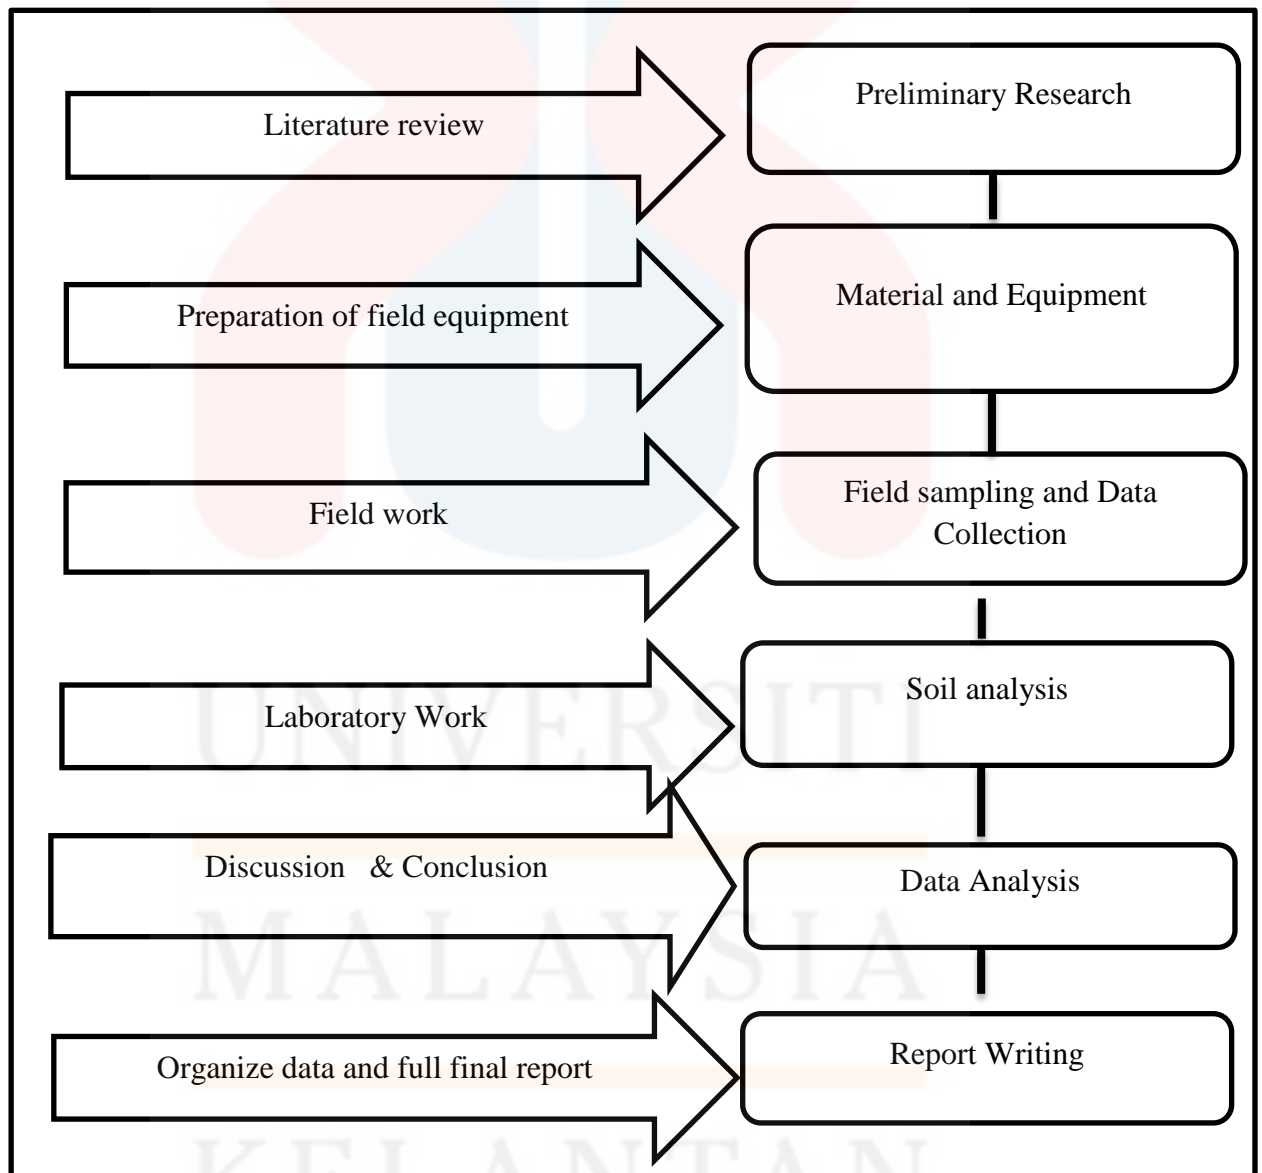 Literature review
Preliminary Research
Preparation of field equipment
Material and Equipment
Field work
Field sampling and Data
Collection
Laboratory Work
Soil analysis
UNIVERSITI
Discussion & Conclusion
Data Analysis
MALAYSIA
Organize data and full final report
Report Writing
KELANTAN